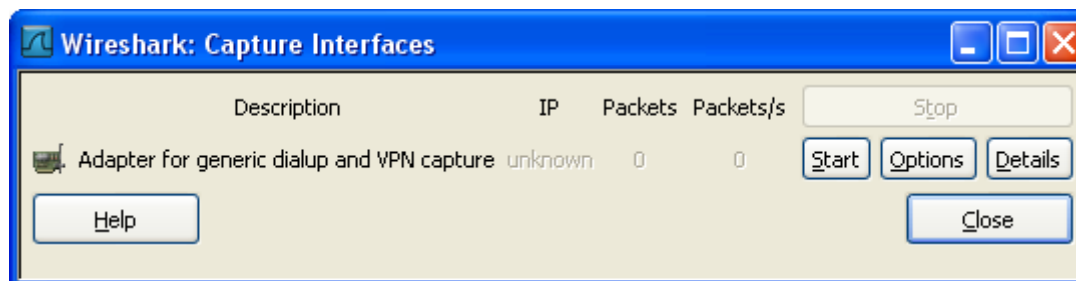 Wireshark: Capture Interfaces
Description IP Packets Packets/s Stop
Adapter for generic dialup and VPN capture unknown 0 0 Start Options Details
Help Close